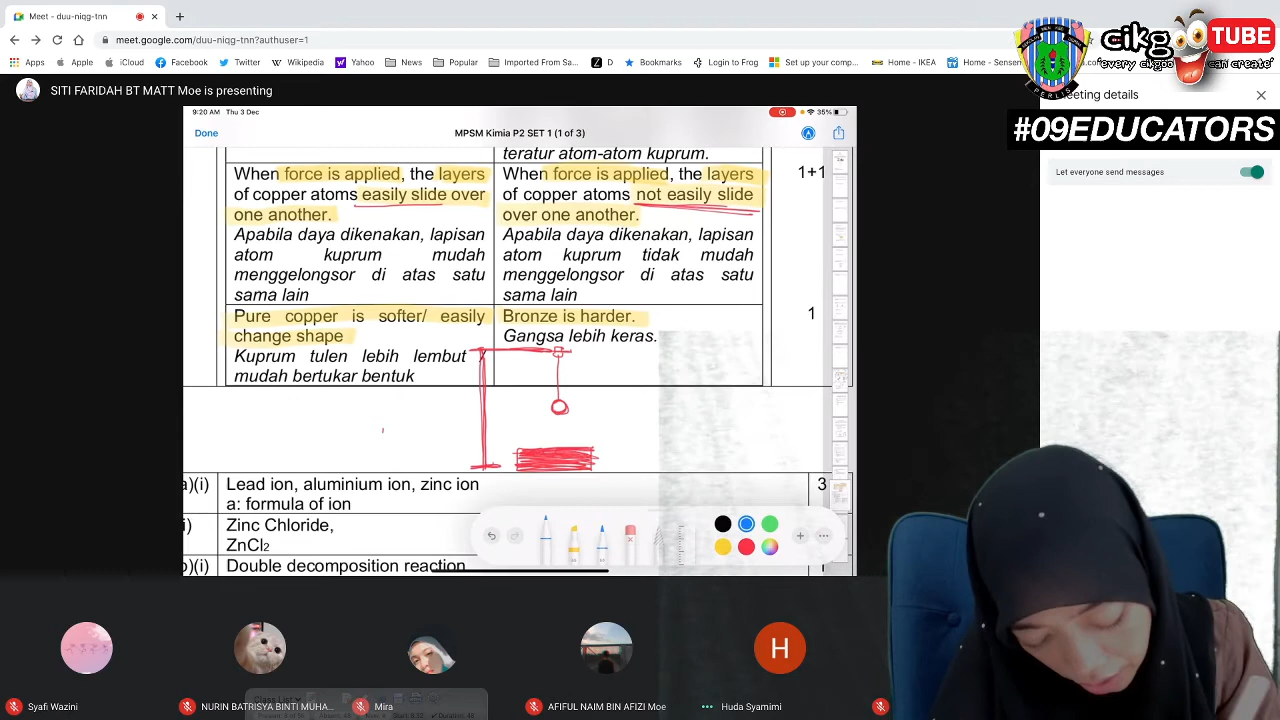 Meet - duu-niqg-tnn
meet.google.com/duu-niqg-tnn?authuser=1
Apps
Apple
iCloud
Facebook
Twitter
Wikipedia
Yahoo
News
Popular
Imported From Sa...
Z D
Bookmarks
Login to Frog
Set up your comp...
Home - IKEA
Home - Sensen
cikgooTUBE
"every cikgoo can create"
PERLIS
#09EDUCATORS
SITI FARIDAH BT MATT Moe is presenting
eeting details
Let everyone send messages
9:20 AM Thu 3 Dec
35%
Done
MPSM Kimia P2 SET 1 (1 of 3)
teratur atom-atom kuprum.
When force is applied, the layers
of copper atoms easily slide over
one another.
Apabila daya dikenakan, lapisan
atom kuprum mudah
menggelongsor di atas satu
sama lain
When force is applied, the layers
of copper atoms not easily slide
over one another.
Apabila daya dikenakan, lapisan
atom kuprum tidak mudah
menggelongsor di atas satu
sama lain
1+1
Pure copper is softer/ easily
change shape
Kuprum tulen lebih lembut /
mudah bertukar bentuk
Bronze is harder.
Gangsa lebih keras.
1
a)(i)
Lead ion, aluminium ion, zinc ion
a: formula of ion
3
i)
Zinc Chloride,
ZnCl2
o)(i)
Double decomposition reaction
Syafi Wazini
NURIN BATRISYA BINTI MUHA...
Mira
AFIFUL NAIM BIN AFIZI Moe
H
Huda Syamimi